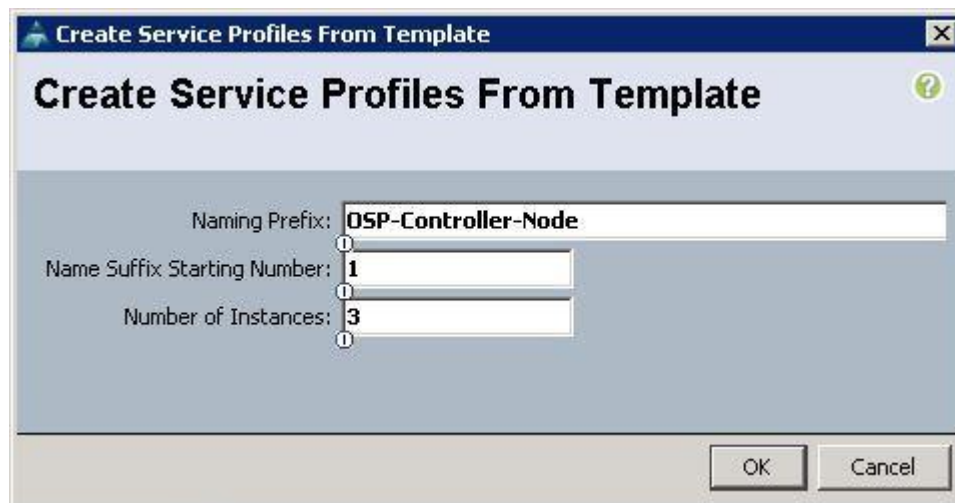 Create Service Profiles From Template
Create Service Profiles From Template
Naming Prefix: OSP-Controller-Node
Name Suffix Starting Number: 1
Number of Instances: 3
OK Cancel